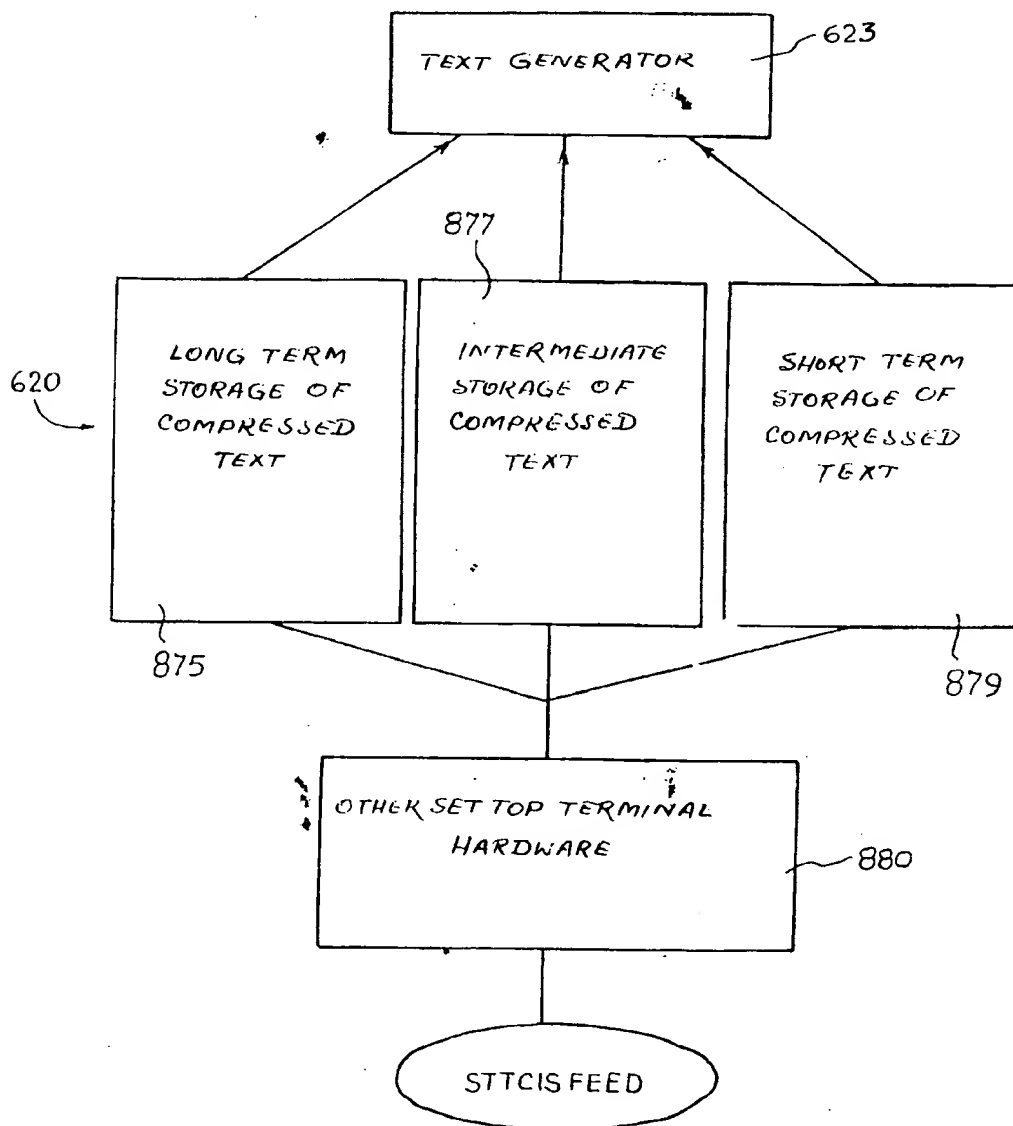 623
TEXT GENERATOR
877
620
LONG TERM
STORAGE OF
COMPRESSED
TEXT
INTERMEDIATE
STORAGE OF
COMPRESSED
TEXT
SHORT TERM
STORAGE OF
COMPRESSED
TEXT
875
879
OTHER SET TOP TERMINAL
HARDWARE
880
STTCIS FEED